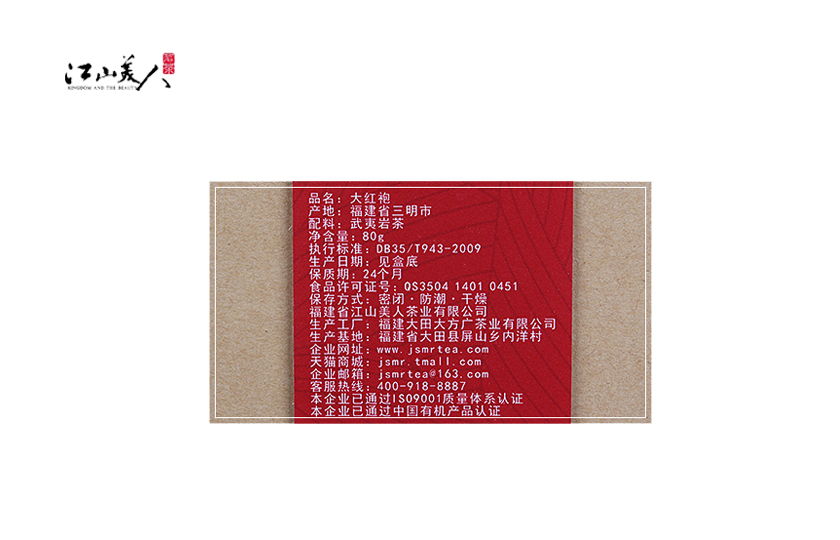 江山美人
岩茶
KINGDOM AND THE BEAUTY
品名：大红袍
产地：福建省三明市
配料：武夷岩茶
净含量：80g
执行标准：DB35/T943-2009
生产日期：见盒底
保质期：24个月
食品许可证号：QS3504 1401 0451
保存方式：密闭·防潮·干燥
福建省江山美人茶业有限公司
生产工厂：福建大田大方广茶业有限公司
生产基地：福建省大田县屏山乡内洋村
企业网址：www.jsmrtea.com
天猫商城：jsmr.tmall.com
企业邮箱：jsmrtea@163.com
客服热线：400-918-8887
本企业已通过ISO9001质量体系认证
本企业已通过中国有机产品认证